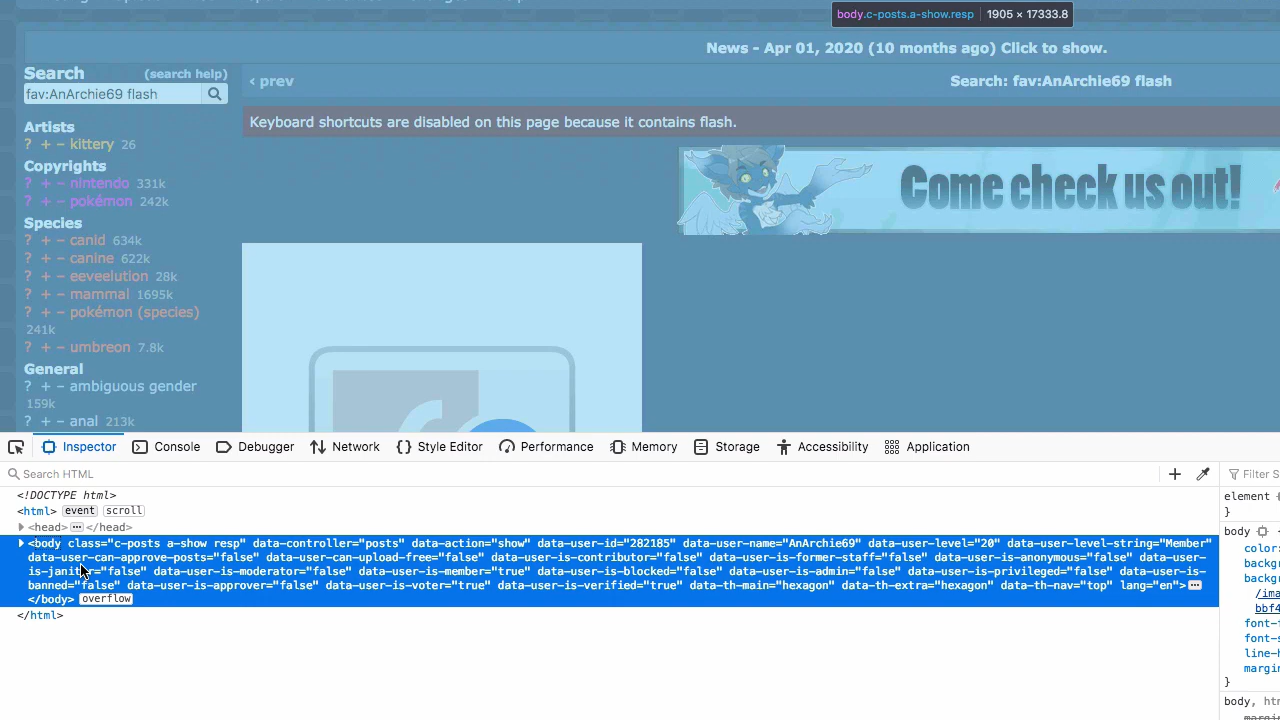 body.c-posts.a-show.resp 1905 × 17333.8
News - Apr 01, 2020 (10 months ago) Click to show.
Search (search help)
‹ prev
Search: fav:AnArchie69 flash
fav:AnArchie69 flash
Keyboard shortcuts are disabled on this page because it contains flash.
Artists
? + − kittery 26
Copyrights
? + − nintendo 331k
? + − pokémon 242k
Come check us out!
Species
? + − canid 634k
? + − canine 622k
? + − eeveelution 28k
? + − mammal 1695k
? + − pokémon (species)
241k
? + − umbreon 7.8k
General
? + − ambiguous gender
159k
? + − anal 213k
Inspector Console Debugger Network Style Editor Performance Memory Storage Accessibility Application
Search HTML
Filter S
<!DOCTYPE html>
<html> event scroll
<head> ••• </head>
<body class="c-posts a-show resp" data-controller="posts" data-action="show" data-user-id="282185" data-user-name="AnArchie69" data-user-level="20" data-user-level-string="Member"
data-user-can-approve-posts="false" data-user-can-upload-free="false" data-user-is-contributor="false" data-user-is-former-staff="false" data-user-is-anonymous="false" data-user-
is-janitor="false" data-user-is-moderator="false" data-user-is-member="true" data-user-is-blocked="false" data-user-is-admin="false" data-user-is-privileged="false" data-user-is-
banned="false" data-user-is-approver="false" data-user-is-voter="true" data-user-is-verified="true" data-th-main="hexagon" data-th-extra="hexagon" data-th-nav="top" lang="en"> •••
</body> overflow
</html>
element {
}
body {
color:
backg
backg
/ima
bbf4
font-f
font-s
line-h
margin
}
body, htm